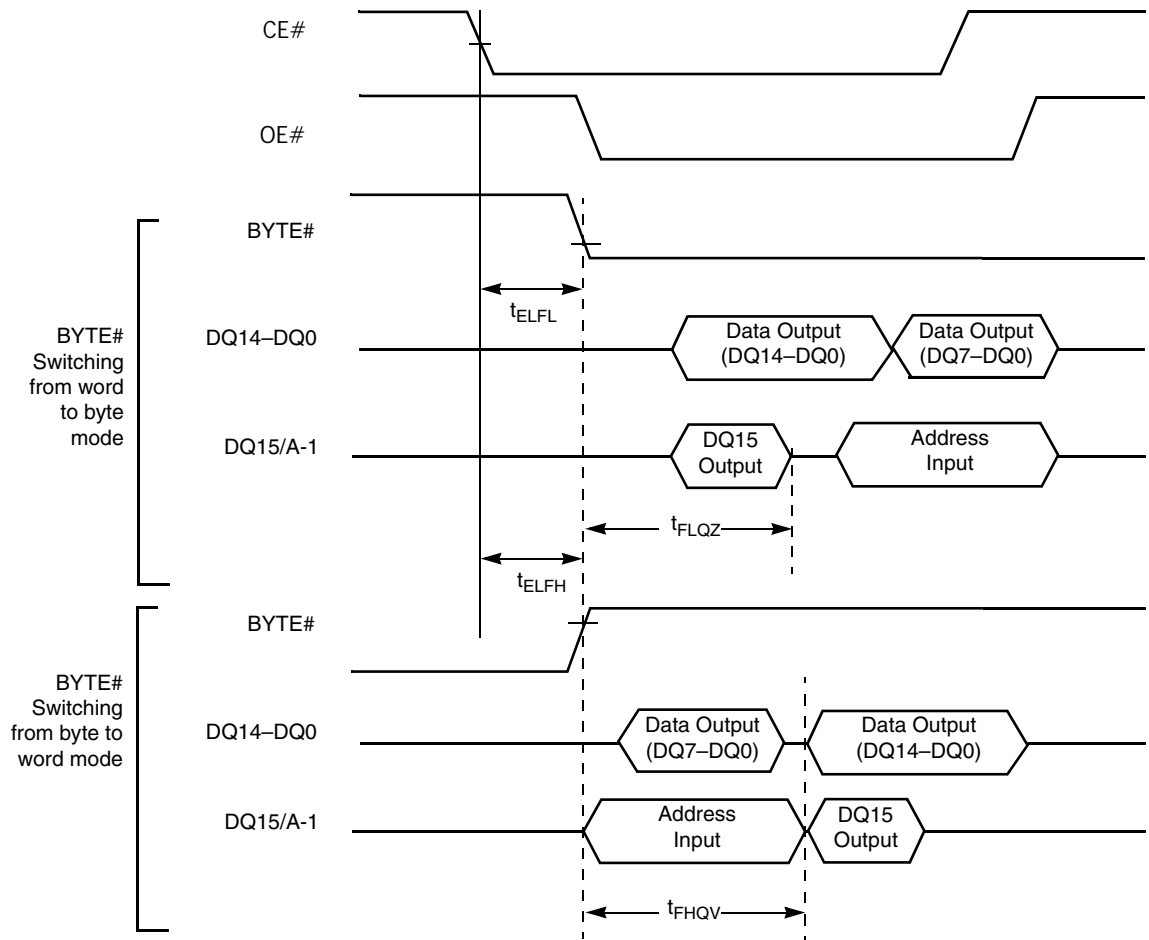 CE#
OE#
BYTE#
tELFL
BYTE#
Switching
from word
to byte
mode
DQ14–DQ0
Data Output
(DQ14–DQ0)
Data Output
(DQ7–DQ0)
DQ15/A-1
DQ15
Output
Address
Input
tFLQZ
tELFH
BYTE#
BYTE#
Switching
from byte to
word mode
DQ14–DQ0
Data Output
(DQ7–DQ0)
Data Output
(DQ14–DQ0)
DQ15/A-1
Address
Input
DQ15
Output
tFHQV